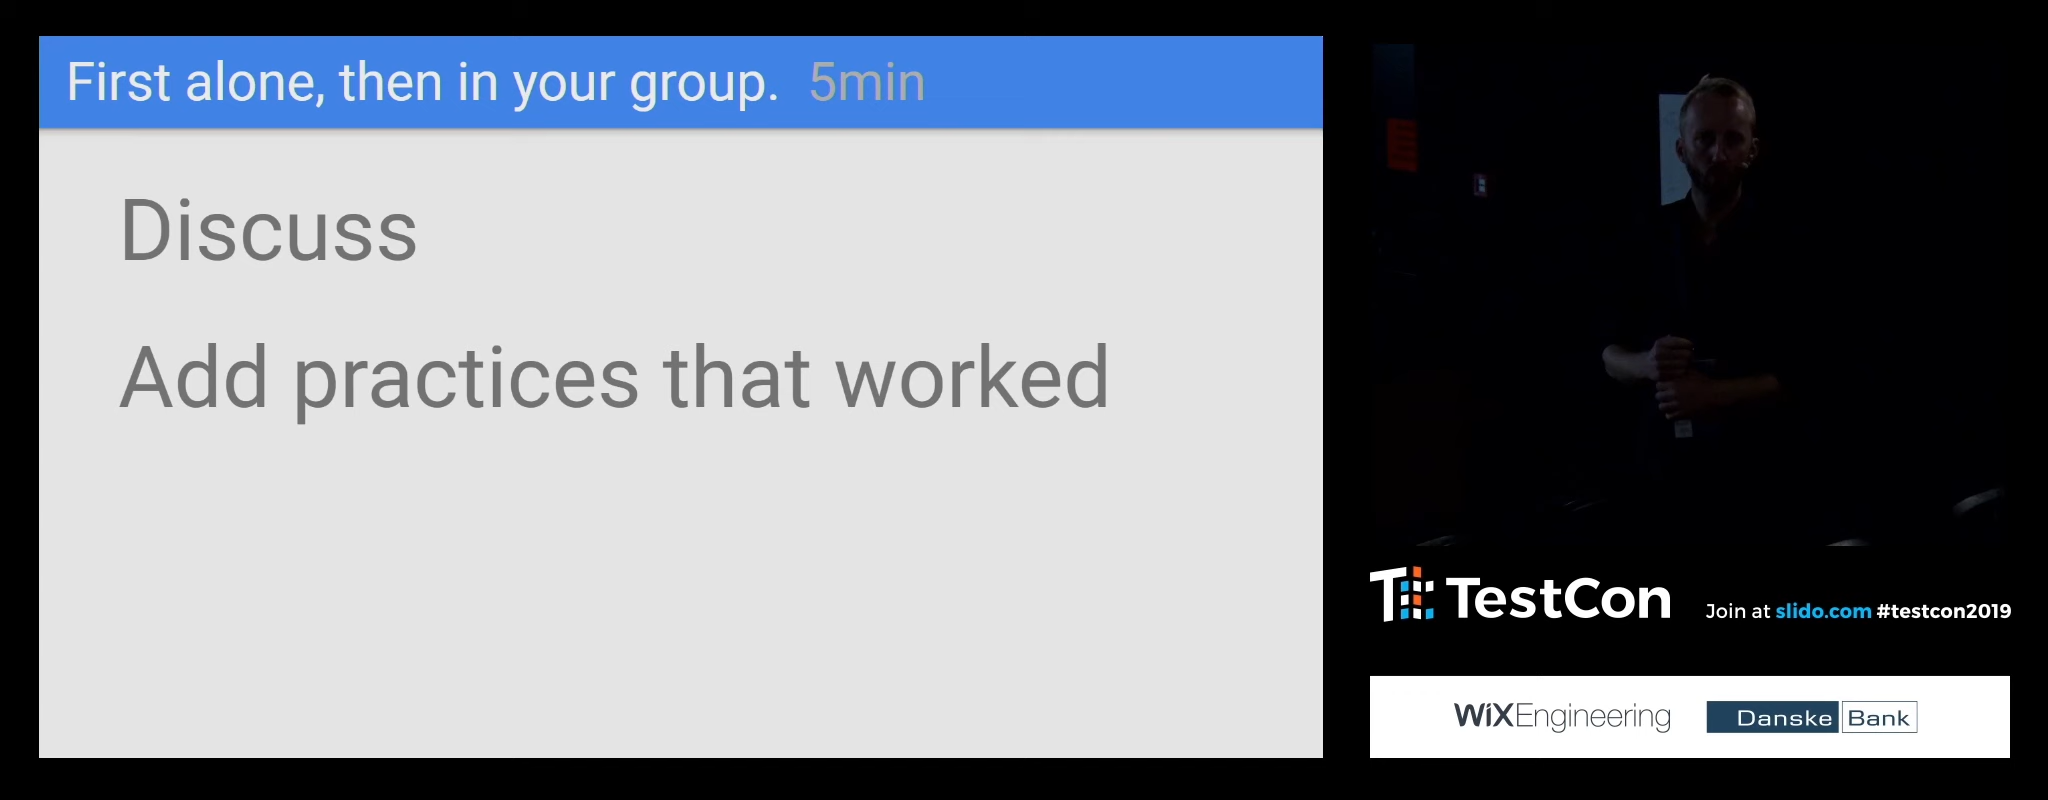 First alone, then in your group. 5min
Discuss
Add practices that worked
TestCon
Join at slido.com #testcon2019
WiXEngineering
Danske Bank